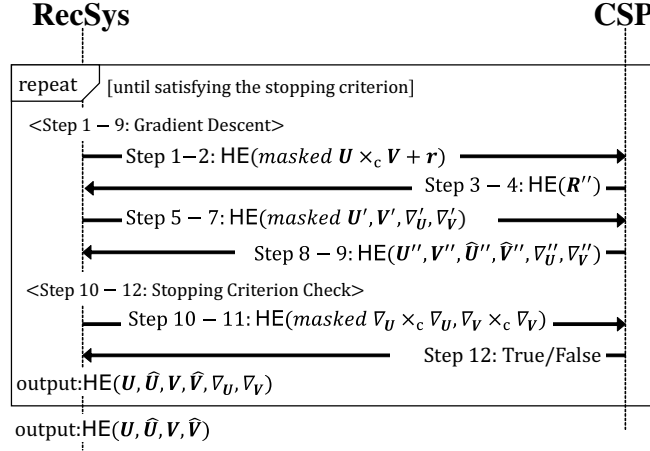 RecSys CSP
repeat [until satisfying the stopping criterion]
<Step 1 – 9: Gradient Descent>
Step 1–2: HE(masked U ×c V + r)
Step 3 – 4: HE(R'')
Step 5 – 7: HE(masked U', V', ∇'U, ∇'V)
Step 8 – 9: HE(U'', V'', Û'', V̂'', ∇''U, ∇''V)
<Step 10 – 12: Stopping Criterion Check>
Step 10 – 11: HE(masked ∇U ×c ∇U, ∇V ×c ∇V)
Step 12: True/False
output:HE(U, Û, V, V̂, ∇U, ∇V)
output:HE(U, Û, V, V̂)